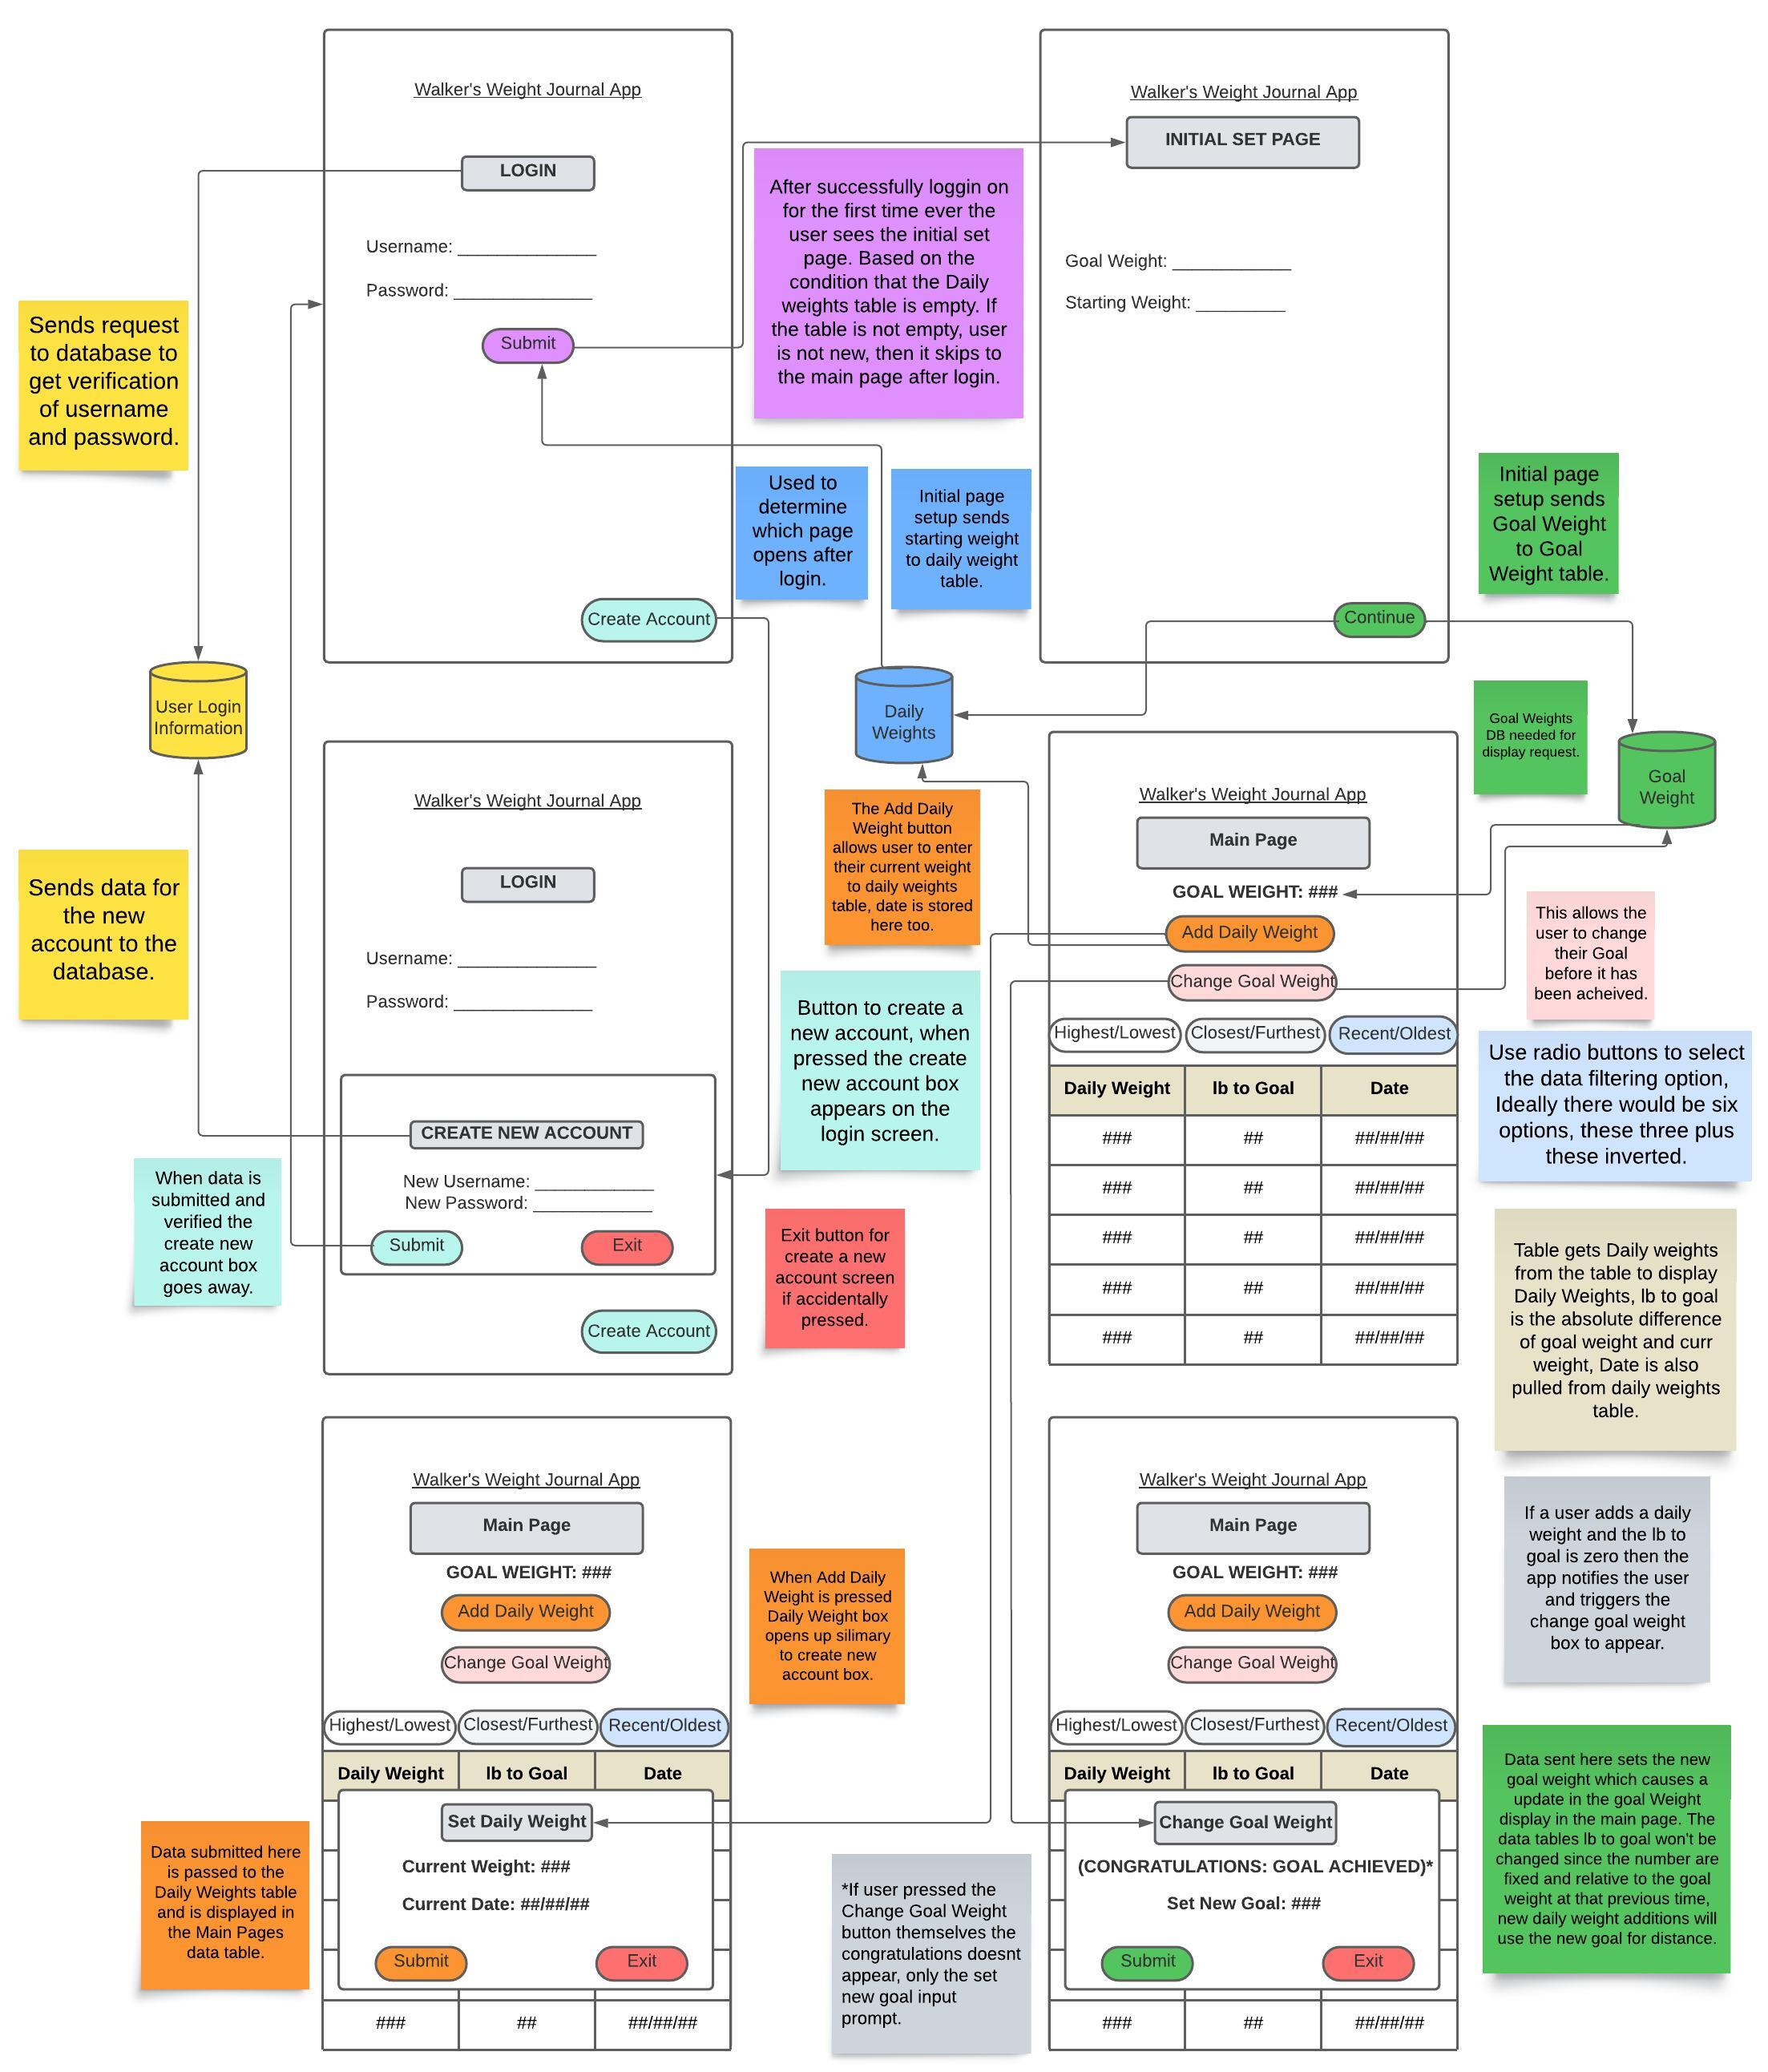 Walker's Weight Journal App
LOGIN
Username: ______________
Password: ______________
Submit
Create Account
Sends request
to database to
get verification
of username
and password.
After successfully loggin on
for the first time ever the
user sees the initial set
page. Based on the
condition that the Daily
weights table is empty. If
the table is not empty, user
is not new, then it skips to
the main page after login.
Walker's Weight Journal App
INITIAL SET PAGE
Goal Weight: ____________
Starting Weight: _________
Continue
Used to
determine
which page
opens after
login.
Initial page
setup sends
starting weight
to daily weight
table.
Initial page
setup sends
Goal Weight
to Goal
Weight table.
User Login
Information
Daily
Weights
Goal Weights
DB needed for
display request.
Goal
Weight
Sends data for
the new
account to the
database.
Walker's Weight Journal App
LOGIN
Username: ______________
Password: ______________
CREATE NEW ACCOUNT
New Username: ____________
New Password: ____________
Submit
Exit
Create Account
When data is
submitted and
verified the
create new
account box
goes away.
The Add Daily
Weight button
allows user to enter
their current weight
to daily weights
table, date is stored
here too.
Button to create a
new account, when
pressed the create
new account box
appears on the
login screen.
Exit button for
create a new
account screen
if accidentally
pressed.
Walker's Weight Journal App
Main Page
GOAL WEIGHT: ###
Add Daily Weight
Change Goal Weight
Highest/Lowest
Closest/Furthest
Recent/Oldest
Daily Weight lb to Goal Date
### ## ##/##/##
### ## ##/##/##
### ## ##/##/##
### ## ##/##/##
### ## ##/##/##
This allows the
user to change
their Goal
before it has
been acheived.
Use radio buttons to select
the data filtering option,
Ideally there would be six
options, these three plus
these inverted.
Table gets Daily weights
from the table to display
Daily Weights, lb to goal
is the absolute difference
of goal weight and curr
weight, Date is also
pulled from daily weights
table.
Walker's Weight Journal App
Main Page
GOAL WEIGHT: ###
Add Daily Weight
Change Goal Weight
Highest/Lowest
Closest/Furthest
Recent/Oldest
Daily Weight lb to Goal Date
Set Daily Weight
Current Weight: ###
Current Date: ##/##/##
Submit
Exit
### ## ##/##/##
Data submitted here
is passed to the
Daily Weights table
and is displayed in
the Main Pages
data table.
When Add Daily
Weight is pressed
Daily Weight box
opens up silimary
to create new
account box.
Walker's Weight Journal App
Main Page
GOAL WEIGHT: ###
Add Daily Weight
Change Goal Weight
Highest/Lowest
Closest/Furthest
Recent/Oldest
Daily Weight lb to Goal Date
Change Goal Weight
(CONGRATULATIONS: GOAL ACHIEVED)*
Set New Goal: ###
Submit
Exit
### ## ##/##/##
*If user pressed the
Change Goal Weight
button themselves the
congratulations doesnt
appear, only the set
new goal input
prompt.
If a user adds a daily
weight and the lb to
goal is zero then the
app notifies the user
and triggers the
change goal weight
box to appear.
Data sent here sets the new
goal weight which causes a
update in the goal Weight
display in the main page. The
data tables lb to goal won't be
changed since the number are
fixed and relative to the goal
weight at that previous time,
new daily weight additions will
use the new goal for distance.